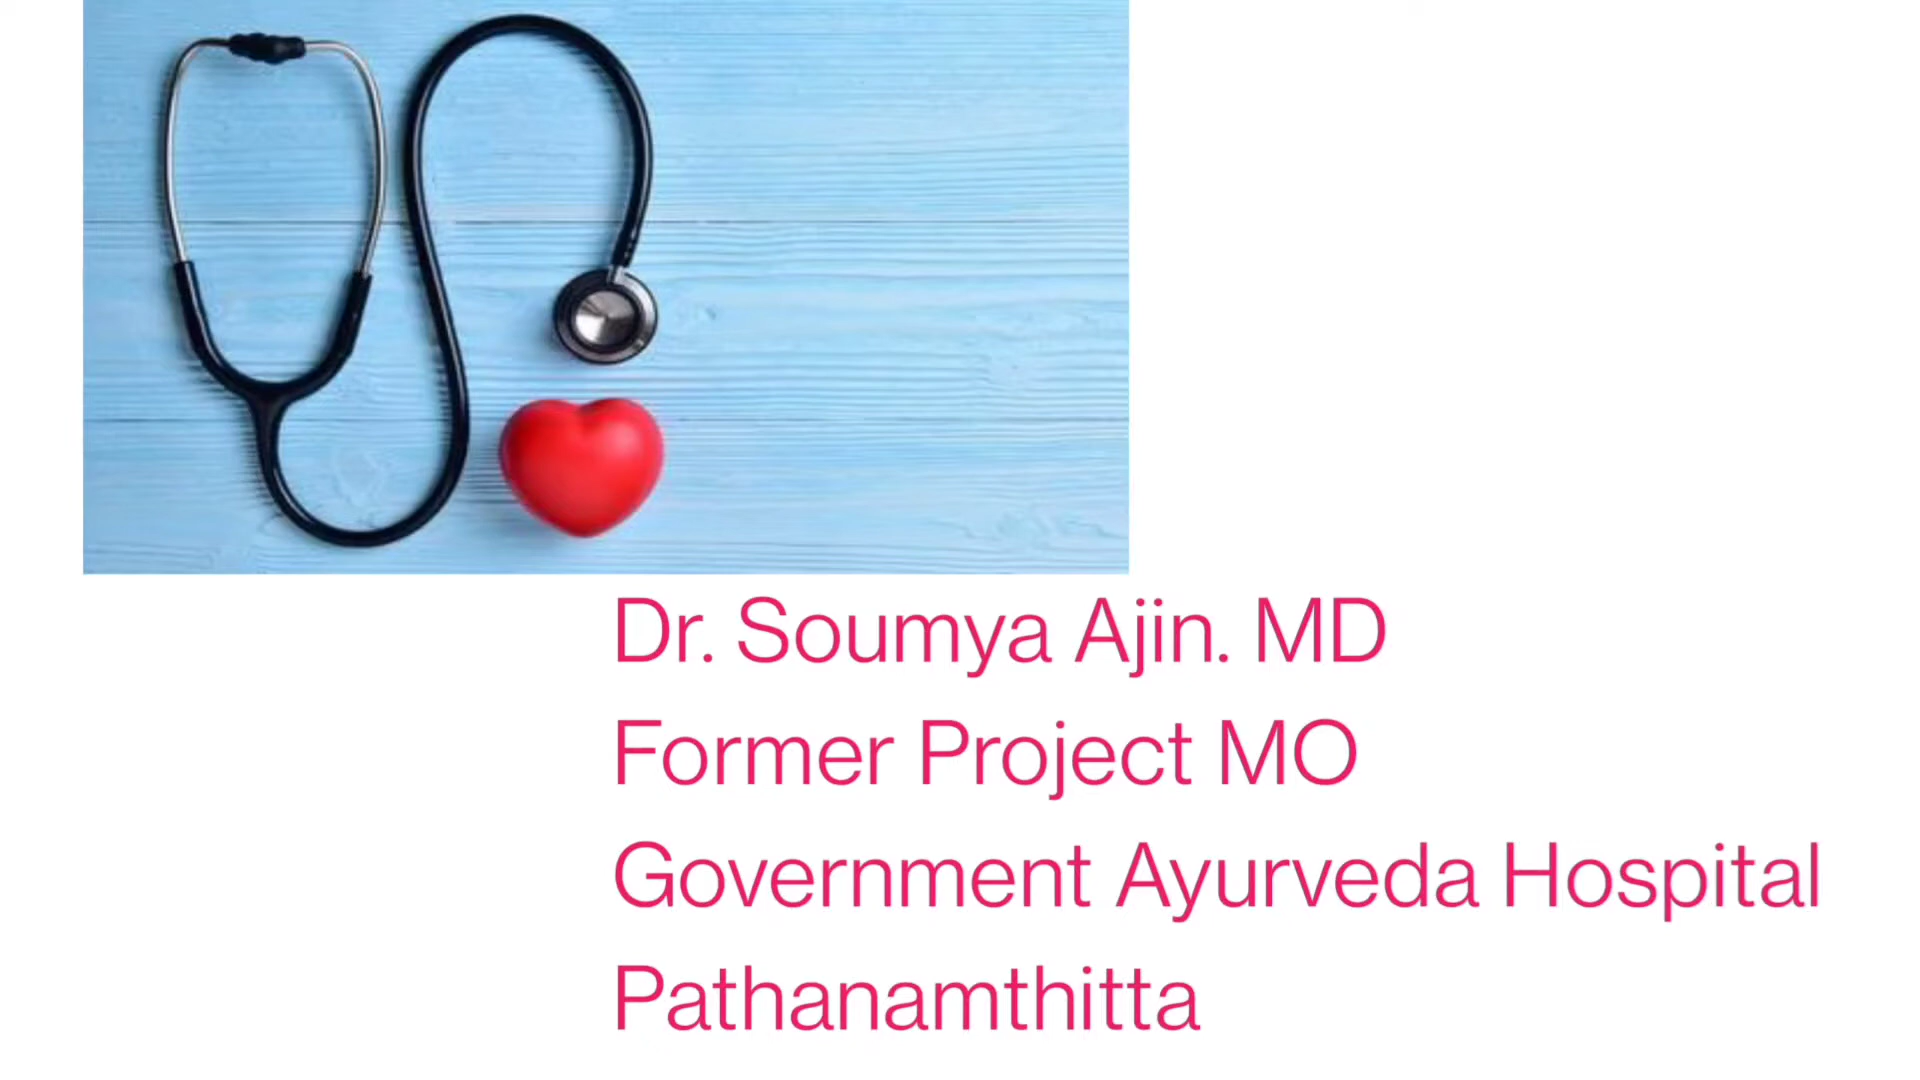 Dr. Soumya Ajin. MD
Former Project MO
Government Ayurveda Hospital
Pathanamthitta